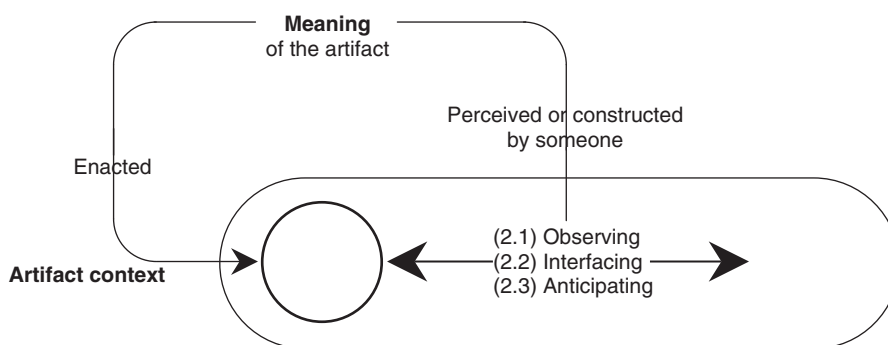 Meaning
of the artifact
Perceived or constructed
by someone
Enacted
(2.1) Observing
(2.2) Interfacing
(2.3) Anticipating
Artifact context